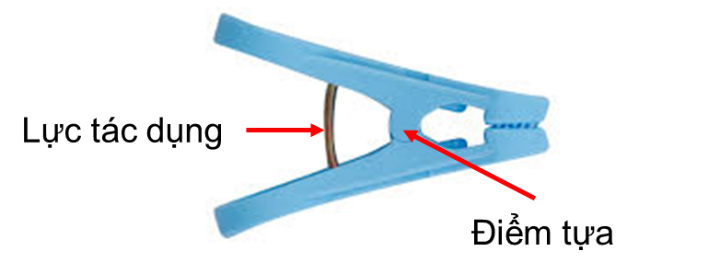 Lực tác dụng
Điểm tựa